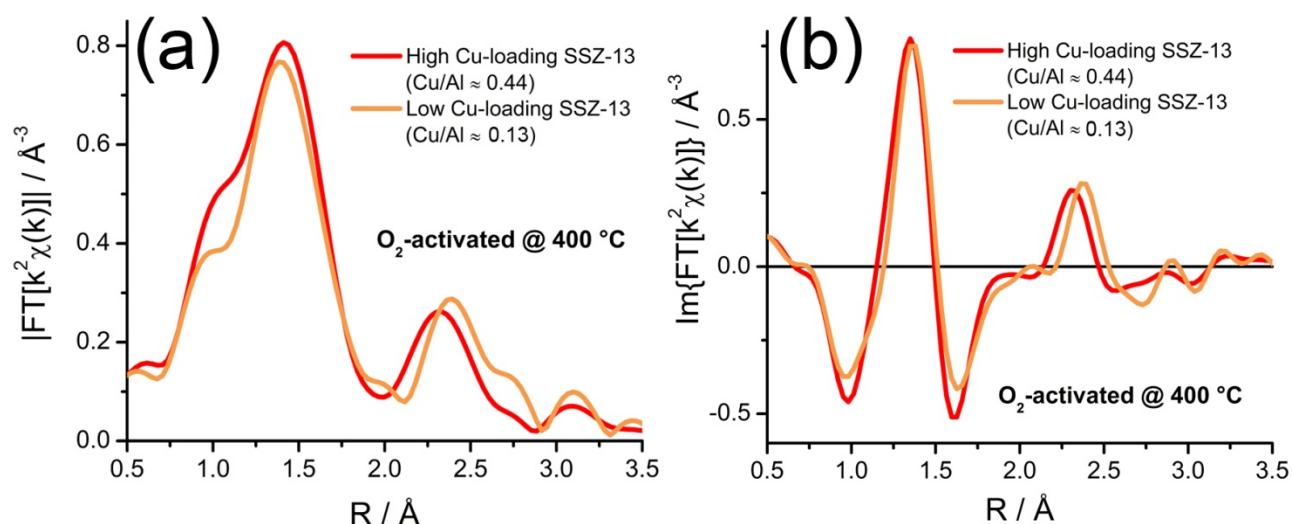 (a)
High Cu-loading SSZ-13
(Cu/Al ≈ 0.44)
Low Cu-loading SSZ-13
(Cu/Al ≈ 0.13)
O₂-activated @ 400 °C
|FT[k²χ(k)]| / Å⁻³
0.8
0.6
0.4
0.2
0.0
0.5 1.0 1.5 2.0 2.5 3.0 3.5
R / Å
(b)
High Cu-loading SSZ-13
(Cu/Al ≈ 0.44)
Low Cu-loading SSZ-13
(Cu/Al ≈ 0.13)
O₂-activated @ 400 °C
Im{FT[k²χ(k)]} / Å⁻³
0.5
0.0
-0.5
0.5 1.0 1.5 2.0 2.5 3.0 3.5
R / Å